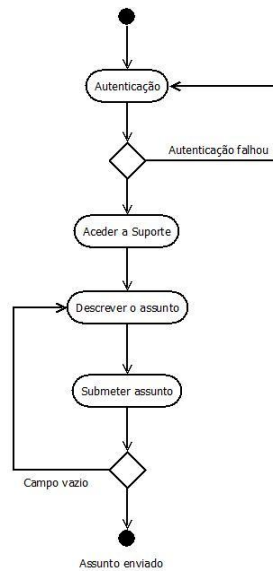 Autenticação
Autenticação falhou
Aceder a Suporte
Descrever o assunto
Submeter assunto
Campo vazio
Assunto enviado